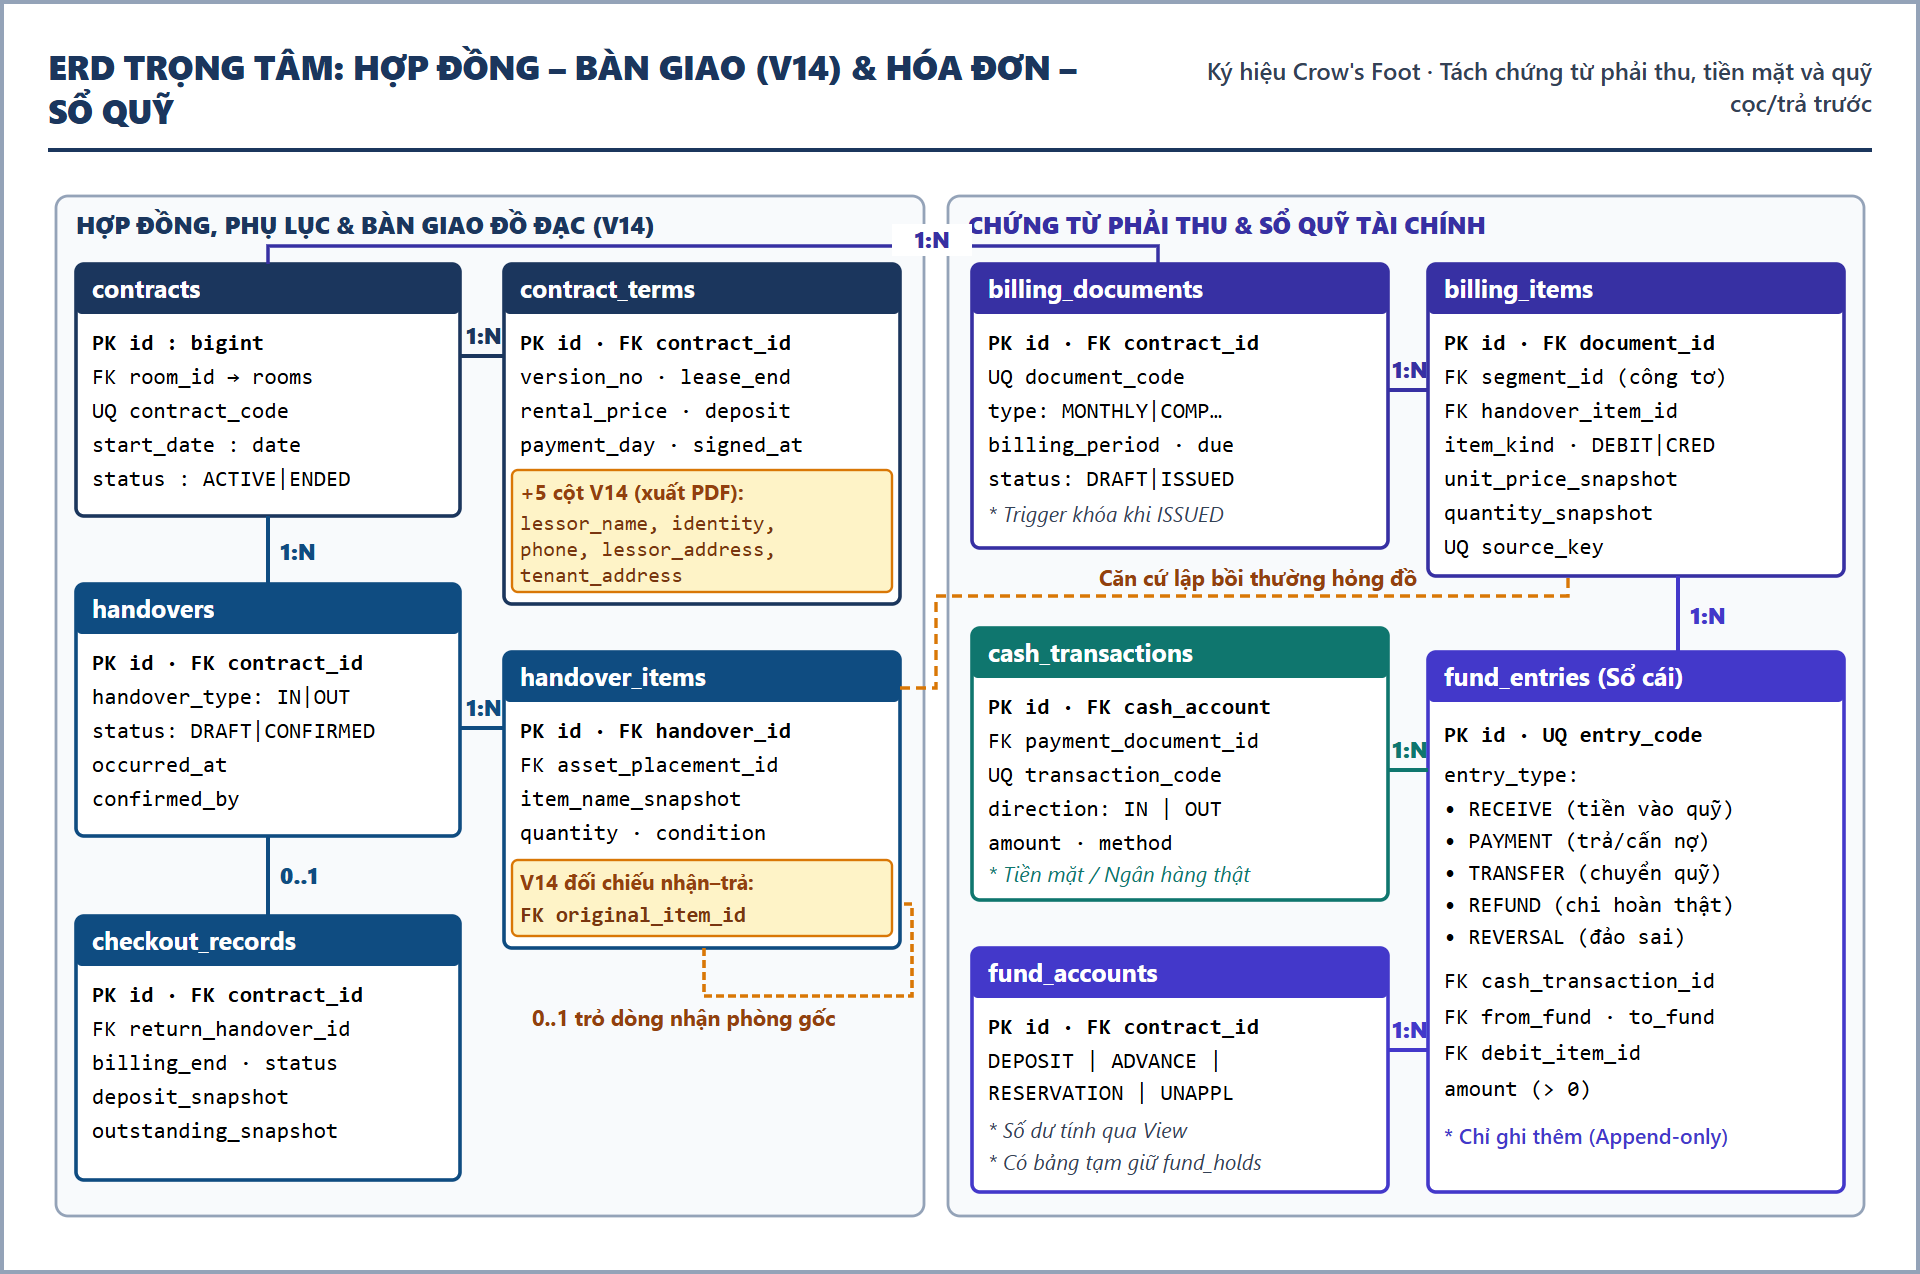 ERD TRỌNG TÂM: HỢP ĐỒNG – BÀN GIAO (V14) & HÓA ĐƠN –
SỔ QUỸ
Ký hiệu Crow's Foot · Tách chứng từ phải thu, tiền mặt và quỹ
cọc/trả trước
HỢP ĐỒNG, PHỤ LỤC & BÀN GIAO ĐỒ ĐẠC (V14)
1:N
contracts
PK id : bigint
FK room_id → rooms
UQ contract_code
start_date : date
status : ACTIVE|ENDED
1:N
contract_terms
PK id · FK contract_id
version_no · lease_end
rental_price · deposit
payment_day · signed_at
+5 cột V14 (xuất PDF):
lessor_name, identity,
phone, lessor_address,
tenant_address
1:N
handovers
PK id · FK contract_id
handover_type: IN|OUT
status: DRAFT|CONFIRMED
occurred_at
confirmed_by
1:N
handover_items
PK id · FK handover_id
FK asset_placement_id
item_name_snapshot
quantity · condition
V14 đối chiếu nhận–trả:
FK original_item_id
0..1 trỏ dòng nhận phòng gốc
0..1
checkout_records
PK id · FK contract_id
FK return_handover_id
billing_end · status
deposit_snapshot
outstanding_snapshot
CHỨNG TỪ PHẢI THU & SỔ QUỸ TÀI CHÍNH
billing_documents
PK id · FK contract_id
UQ document_code
type: MONTHLY|COMP…
billing_period · due
status: DRAFT|ISSUED
* Trigger khóa khi ISSUED
1:N
billing_items
PK id · FK document_id
FK segment_id (công tơ)
FK handover_item_id
item_kind · DEBIT|CRED
unit_price_snapshot
quantity_snapshot
UQ source_key
Căn cứ lập bồi thường hỏng đồ
1:N
cash_transactions
PK id · FK cash_account
FK payment_document_id
UQ transaction_code
direction: IN | OUT
amount · method
* Tiền mặt / Ngân hàng thật
1:N
fund_entries (Sổ cái)
PK id · UQ entry_code
entry_type:
• RECEIVE (tiền vào quỹ)
• PAYMENT (trả/cấn nợ)
• TRANSFER (chuyển quỹ)
• REFUND (chi hoàn thật)
• REVERSAL (đảo sai)
FK cash_transaction_id
FK from_fund · to_fund
FK debit_item_id
amount (> 0)
* Chỉ ghi thêm (Append-only)
fund_accounts
PK id · FK contract_id
DEPOSIT | ADVANCE |
RESERVATION | UNAPPL
* Số dư tính qua View
* Có bảng tạm giữ fund_holds
1:N